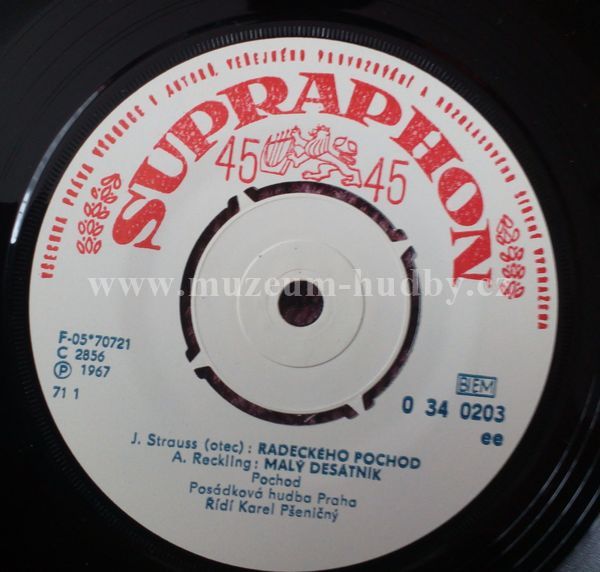 VŠECHNA PRÁVA VÝROBCE I AUTORŮ, VEŘEJNÉHO PROVOZOVÁNÍ A ROZHLASOVÉHO ŠÍŘENÍ VYHRAZENA
SUPRAPHON
45 45
www.muzeum-hudby.cz
F-05*70721
C 2856
Ⓟ 1967
71 1
BIEM
0 34 0203
ee
J. Strauss (otec): RADECKÉHO POCHOD
A. Reckling: MALÝ DESÁTNÍK
Pochod
Posádková hudba Praha
Řídí Karel Pšeničný